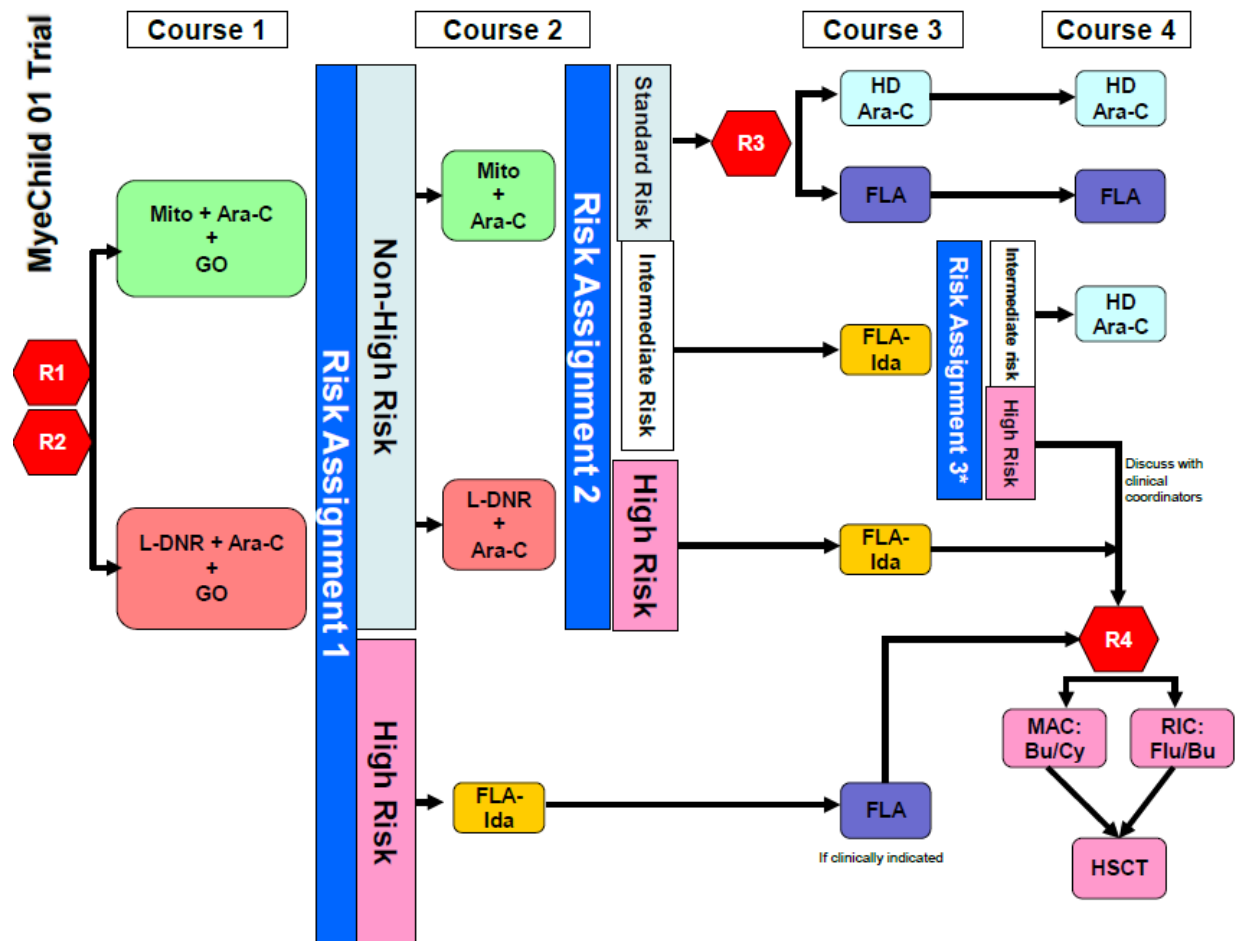 MyeChild 01 Trial
Course 1
Course 2
Course 3
Course 4
R1
R2
Mito + Ara-C
+
GO
L-DNR + Ara-C
+
GO
Risk Assignment 1
Non-High Risk
High Risk
Mito
+
Ara-C
L-DNR
+
Ara-C
FLA-
Ida
Risk Assignment 2
Standard Risk
Intermediate Risk
High Risk
R3
HD
Ara-C
HD
Ara-C
FLA
FLA
FLA-
Ida
Risk Assignment 3*
Intermediate risk
High Risk
HD
Ara-C
Discuss with
clinical
coordinators
FLA-
Ida
R4
FLA
If clinically indicated
MAC:
Bu/Cy
RIC:
Flu/Bu
HSCT